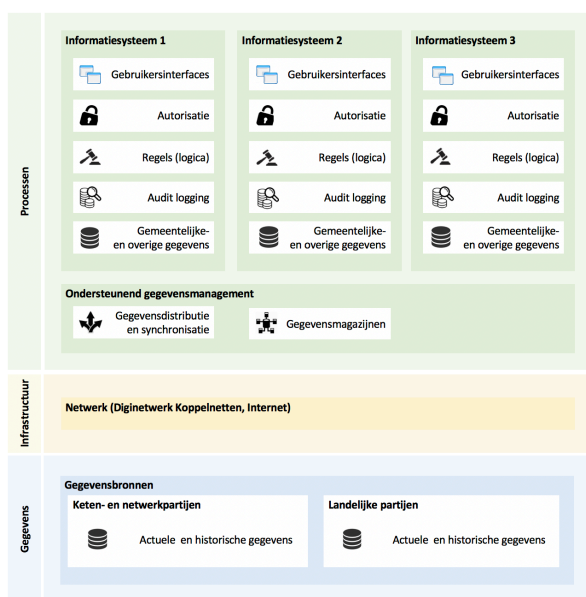 Processen
Informatiesysteem 1
Gebruikersinterfaces
Autorisatie
Regels (logica)
Audit logging
Gemeentelijke-
en overige gegevens
Informatiesysteem 2
Gebuikersinterfaces
Autorisatie
Regels (logica)
Audit logging
Gemeentelijke-
en overige gegevens
Informatiesysteem 3
Gebuikersinterfaces
Autorisatie
Regels (logica)
Audit logging
Gemeentelijke-
en overige gegevens
Ondersteunend gegevensmanagement
Gegevensdistributie
en synchronisatie
Gegevensmagazijnen
Infrastructuur
Netwerk (Diginetwerk Koppelnetten, Internet)
Gegevens
Gegevensbronnen
Keten- en netwerkpartijen
Actuele en historische gegevens
Landelijke partijen
Actuele en historische gegevens